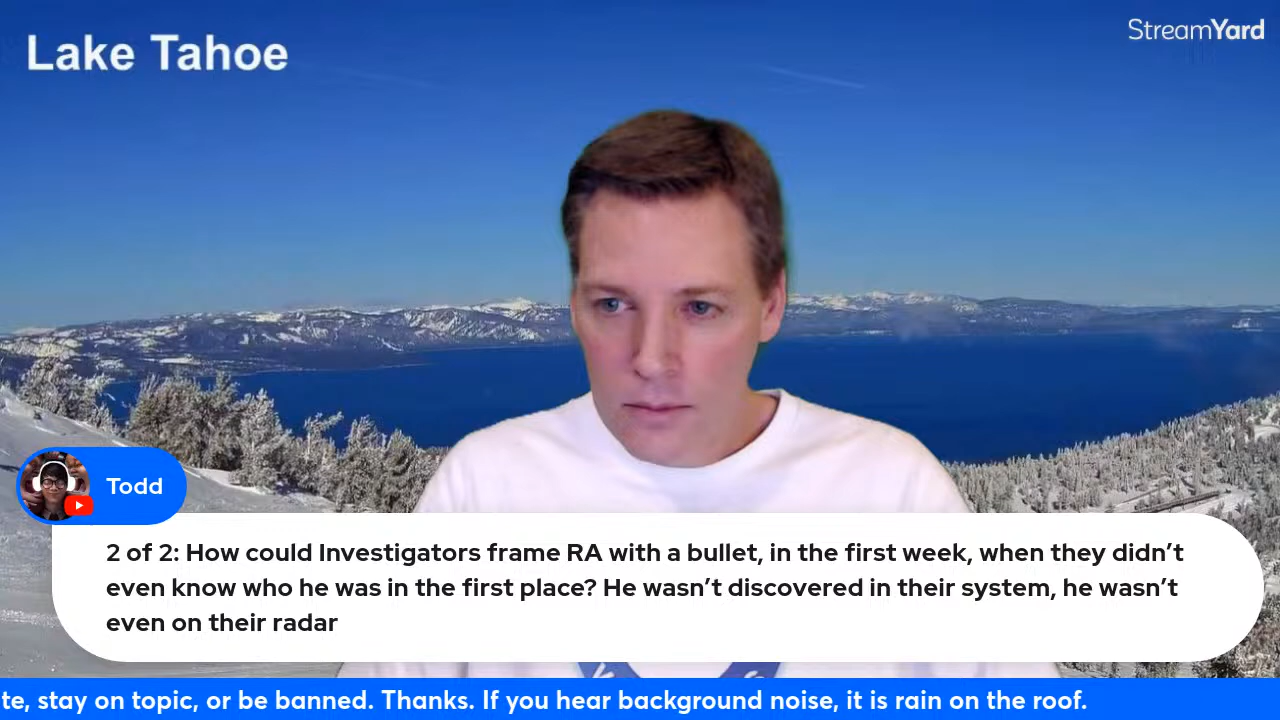 Lake Tahoe
StreamYard
Todd
2 of 2: How could Investigators frame RA with a bullet, in the first week, when they didn’t
even know who he was in the first place? He wasn’t discovered in their system, he wasn’t
even on their radar
te, stay on topic, or be banned. Thanks. If you hear background noise, it is rain on the roof.